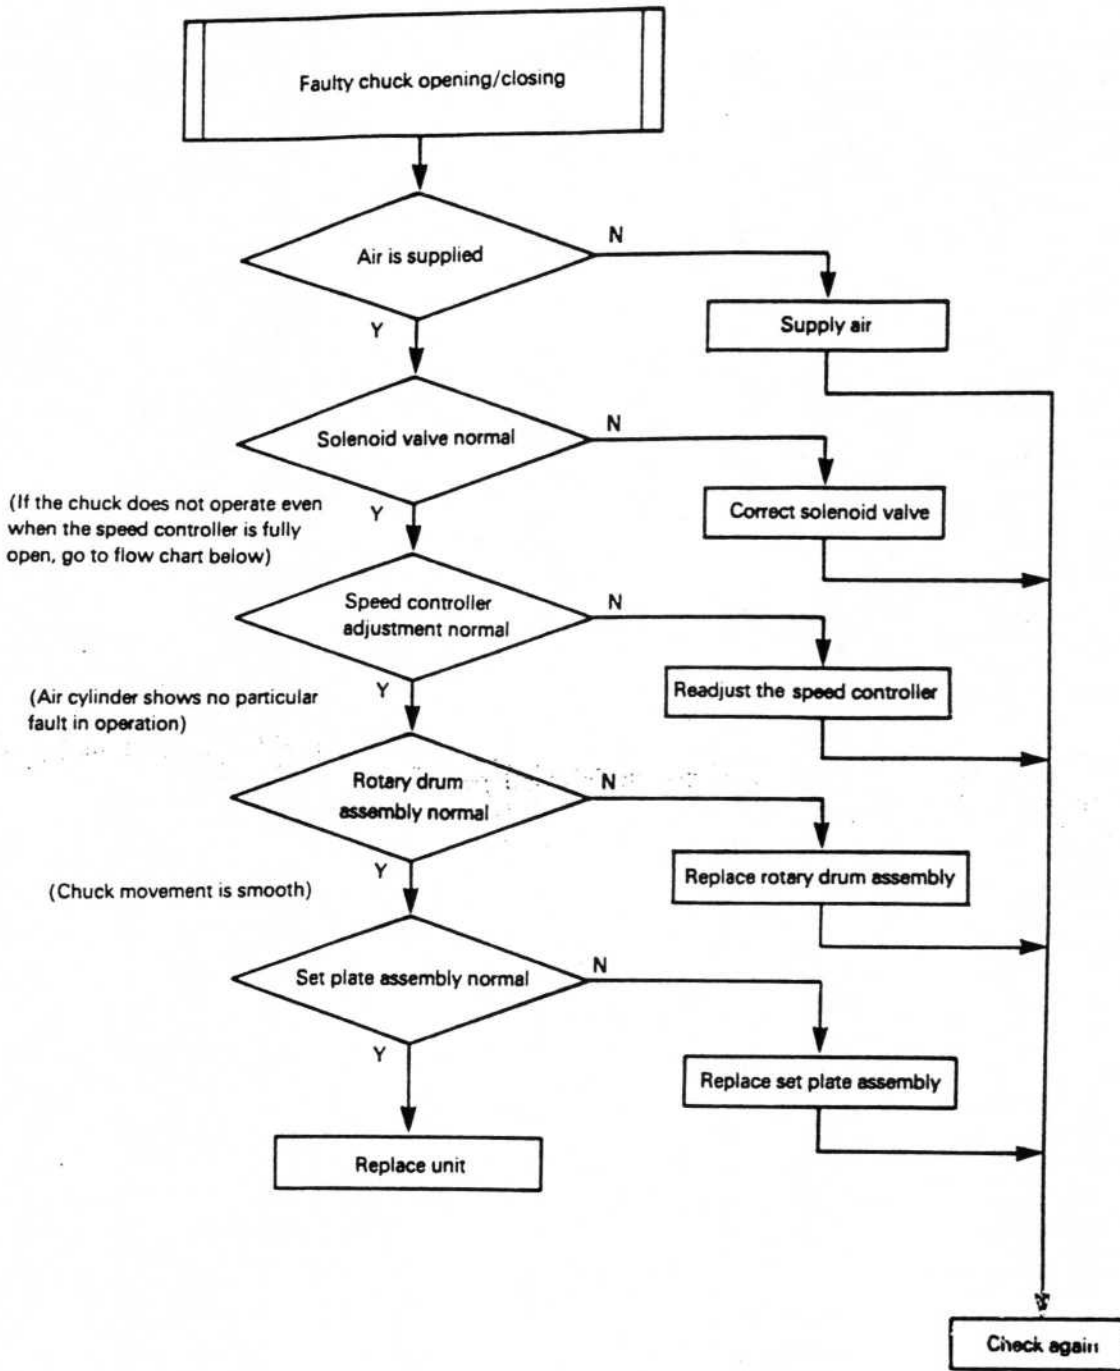 Faulty chuck opening/closing
Air is supplied
N
Y
Supply air
Solenoid valve normal
N
Y
Correct solenoid valve
(If the chuck does not operate even
when the speed controller is fully
open, go to flow chart below)
Speed controller
adjustment normal
N
Y
Readjust the speed controller
(Air cylinder shows no particular
fault in operation)
Rotary drum
assembly normal
N
Y
Replace rotary drum assembly
(Chuck movement is smooth)
Set plate assembly normal
N
Y
Replace set plate assembly
Replace unit
Check again